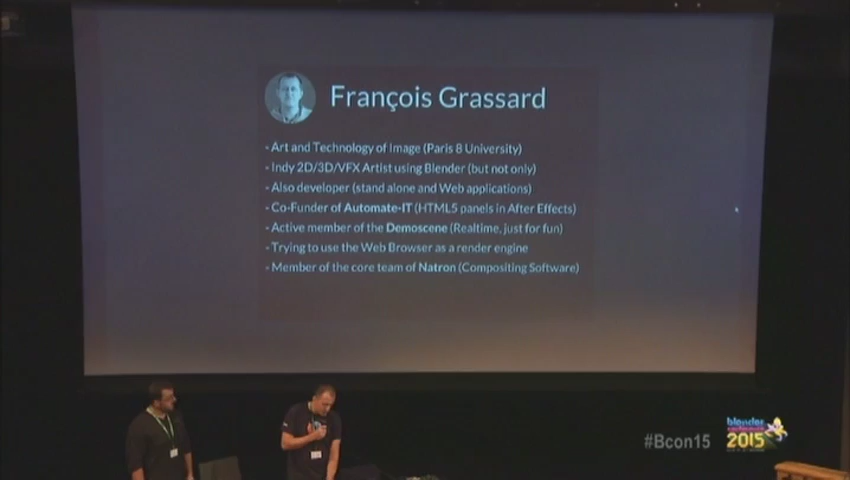 François Grassard
- Art and Technology of Image (Paris 8 University)
- Indy 2D/3D/VFX Artist using Blender (but not only)
- Also developer (stand alone and Web applications)
- Co-Funder of Automate-IT (HTML5 panels in After Effects)
- Active member of the Demoscene (Realtime, just for fun)
- Trying to use the Web Browser as a render engine
- Member of the core team of Natron (Compositing Software)
#Bcon15
blender
2015